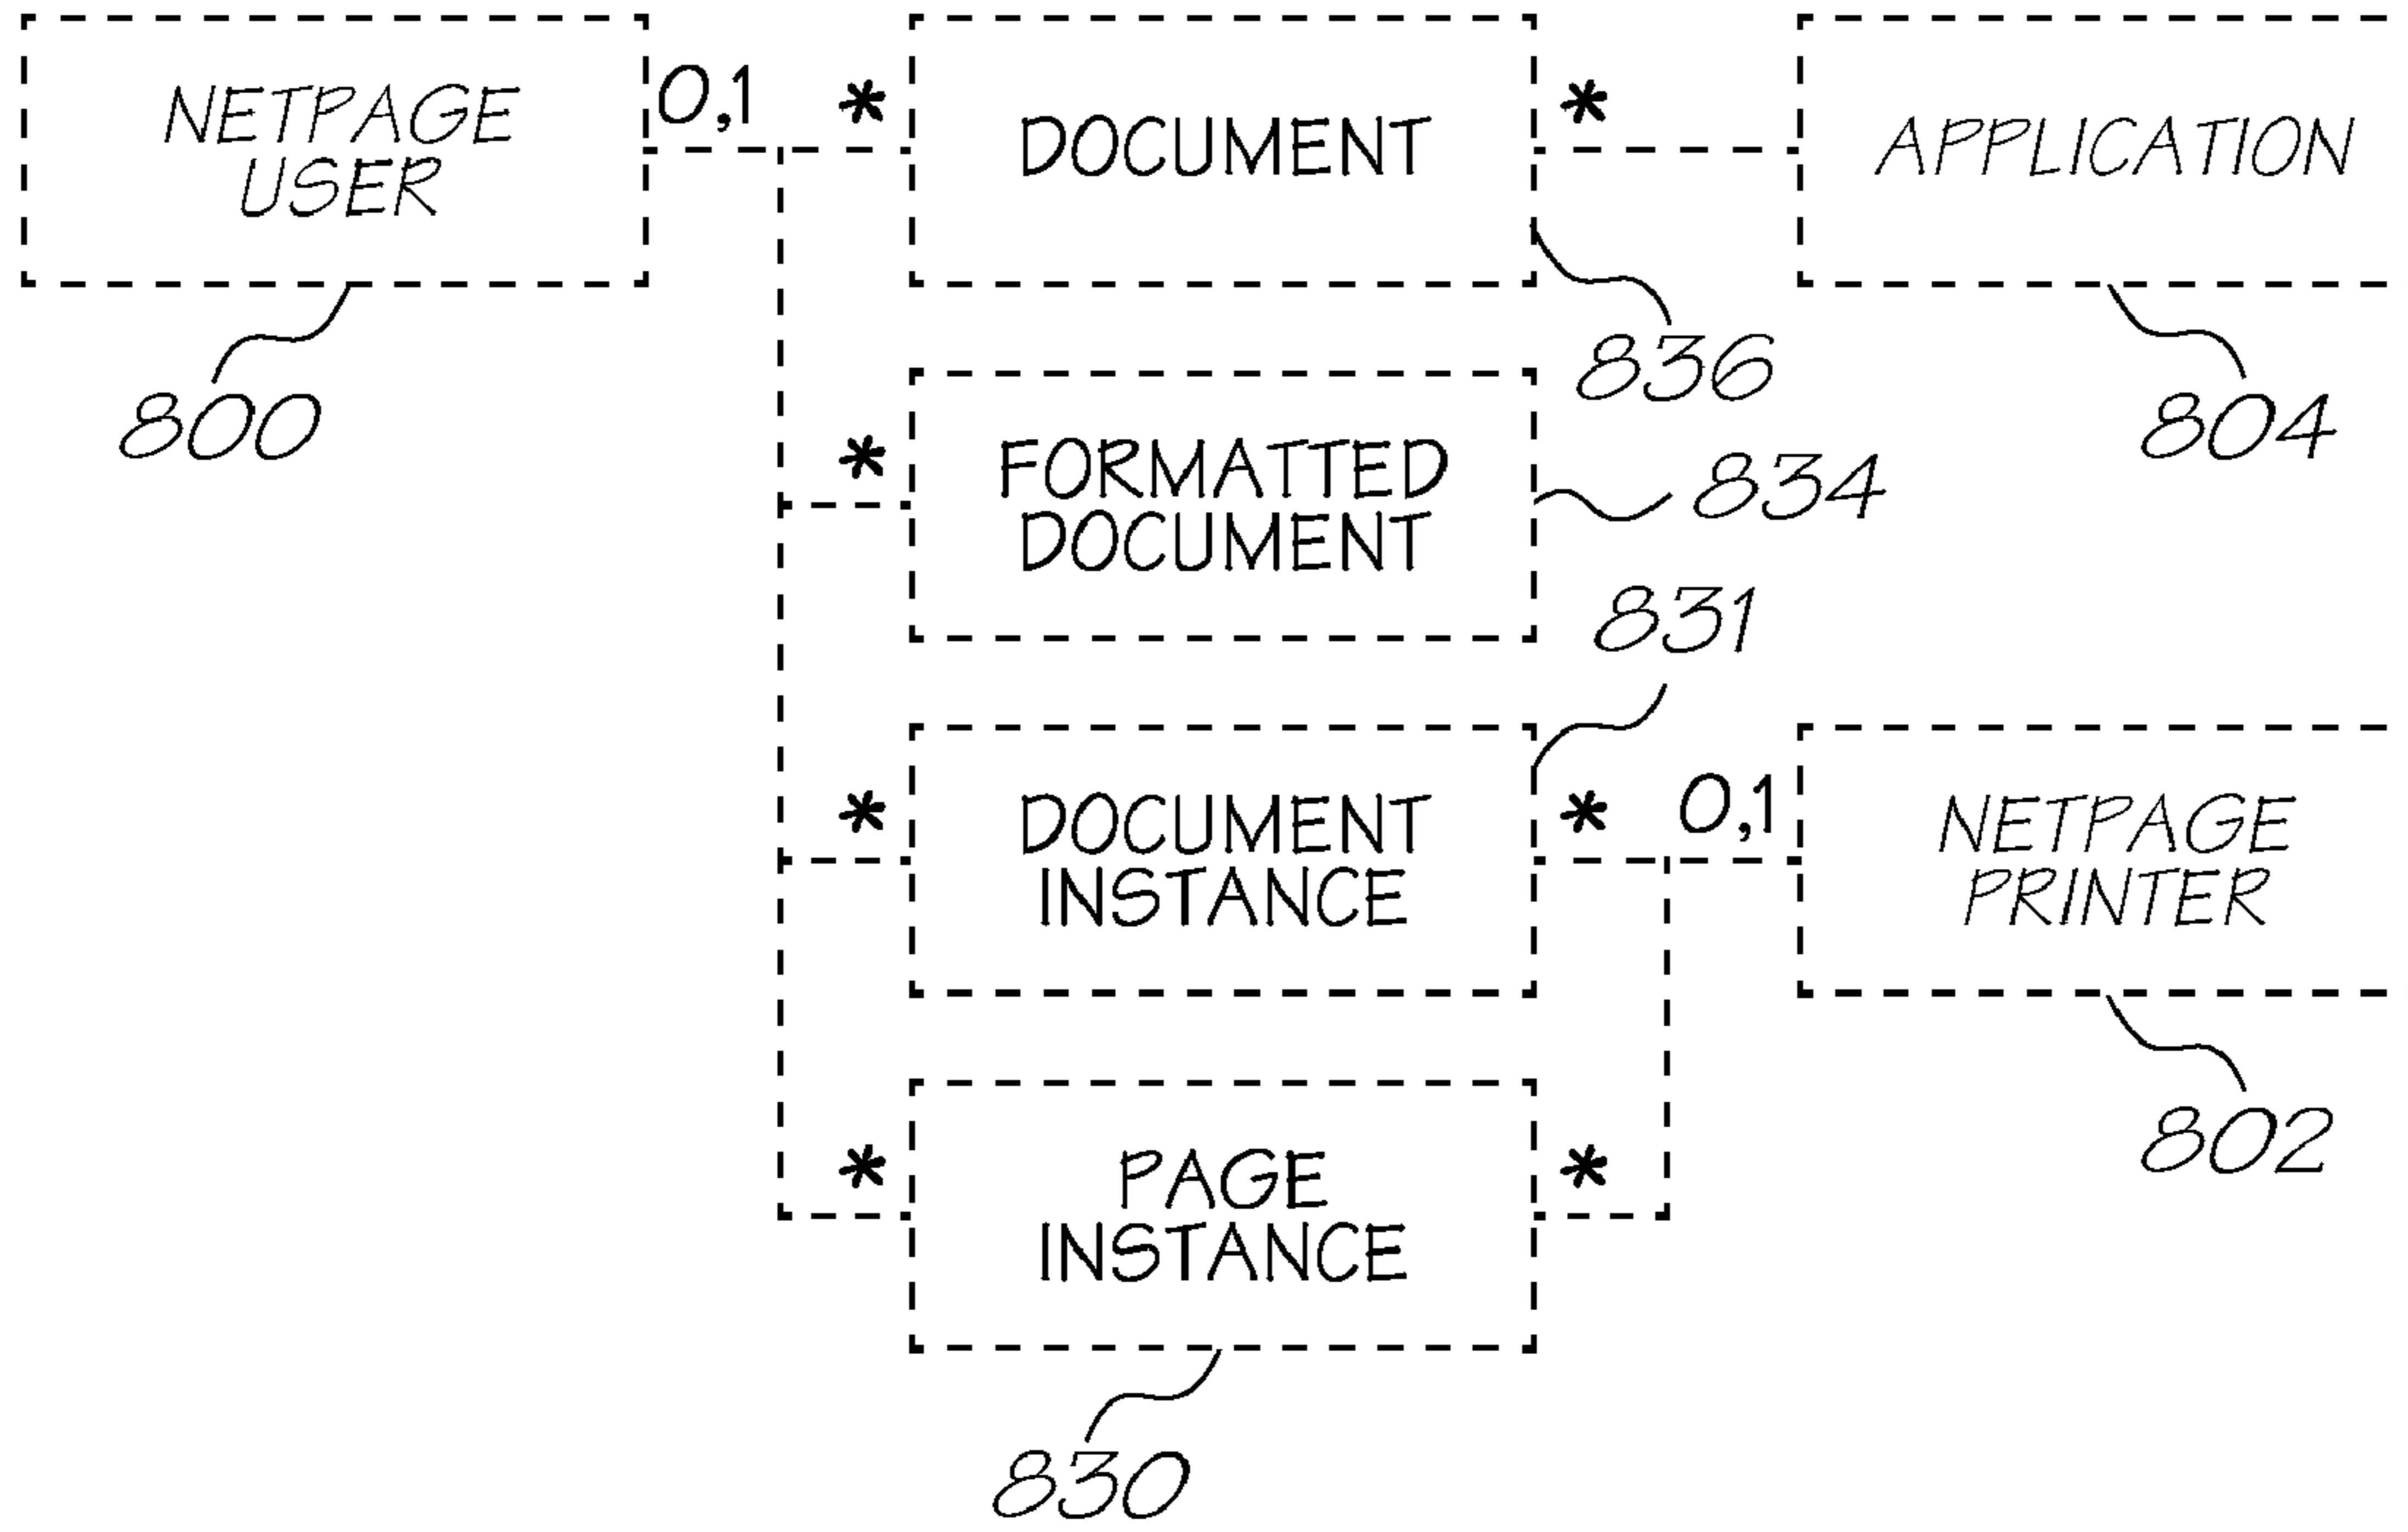 NETPAGE
USER
0,1
*
DOCUMENT
*
APPLICATION
800
836
804
*
FORMATTED
DOCUMENT
834
831
*
DOCUMENT
INSTANCE
*
0,1
NETPAGE
PRINTER
802
*
PAGE
INSTANCE
*
830